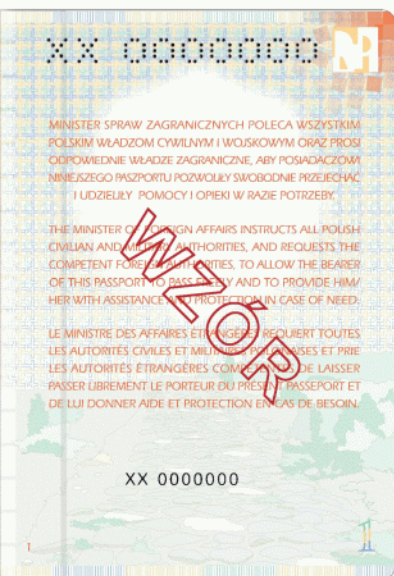 XX 0000000
MINISTER SPRAW ZAGRANICZNYCH POLECA WSZYSTKIM
POLSKIM WŁADZOM CYWILNYM I WOJSKOWYM ORAZ PROSI
ODPOWIEDNIE WŁADZE ZAGRANICZNE, ABY POSIADACZOWI
NINIEJSZEGO PASZPORTU POZWOLIŁY SWOBODNIE PRZEJECHAĆ
I UDZIELIŁY POMOCY I OPIEKI W RAZIE POTRZEBY.
THE MINISTER OF FOREIGN AFFAIRS INSTRUCTS ALL POLISH
CIVILIAN AND MILITARY AUTHORITIES, AND REQUESTS THE
COMPETENT FOREIGN AUTHORITIES, TO ALLOW THE BEARER
OF THIS PASSPORT TO PASS FREELY AND TO PROVIDE HIM/
HER WITH ASSISTANCE AND PROTECTION IN CASE OF NEED.
WZÓR
LE MINISTRE DES AFFAIRES ÉTRANGÈRES REQUIERT TOUTES
LES AUTORITÉS CIVILES ET MILITAIRES POLONAISES ET PRIE
LES AUTORITÉS ÉTRANGÈRES COMPÉTENTES DE LAISSER
PASSER LIBREMENT LE PORTEUR DU PRÉSENT PASSEPORT ET
DE LUI DONNER AIDE ET PROTECTION EN CAS DE BESOIN.
XX 0000000
1
1